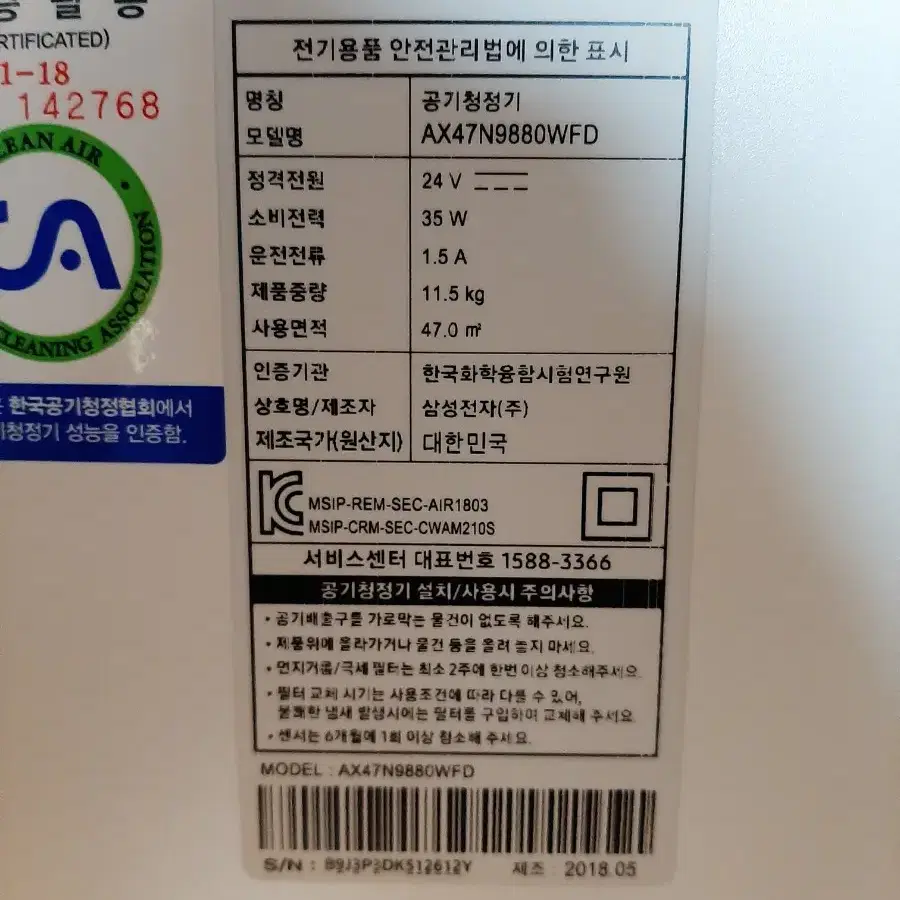 RTIFICATED)
1-18
142768
LEAN AIR
CA
CLEANING ASSOCIATION
한국공기청정협회에서
청정기 성능을 인증함.
전기용품 안전관리법에 의한 표시
명칭 공기청정기
모델명 AX47N9880WFD
정격전원 24 V
소비전력 35 W
운전전류 1.5 A
제품중량 11.5 kg
사용면적 47.0 ㎡
인증기관 한국화학융합시험연구원
상호명/제조자 삼성전자(주)
제조국가(원산지) 대한민국
MSIP-REM-SEC-AIR1803
MSIP-CRM-SEC-CWAM210S
서비스센터 대표번호 1588-3366
공기청정기 설치/사용시 주의사항
• 공기배출구를 가로막는 물건이 없도록 해주세요.
• 제품위에 올라가거나 물건 등을 올려 놓지 마세요.
• 먼지거름/극세 필터는 최소 2주에 한번 이상 청소해주세요.
• 필터 교체 시기는 사용조건에 따라 다를 수 있어,
불쾌한 냄새 발생시에는 필터를 구입하여 교체해 주세요.
• 센서는 6개월에 1회 이상 청소해 주세요.
MODEL : AX47N9880WFD
S/N : B9J3P3DK512612Y 제조 : 2018.05